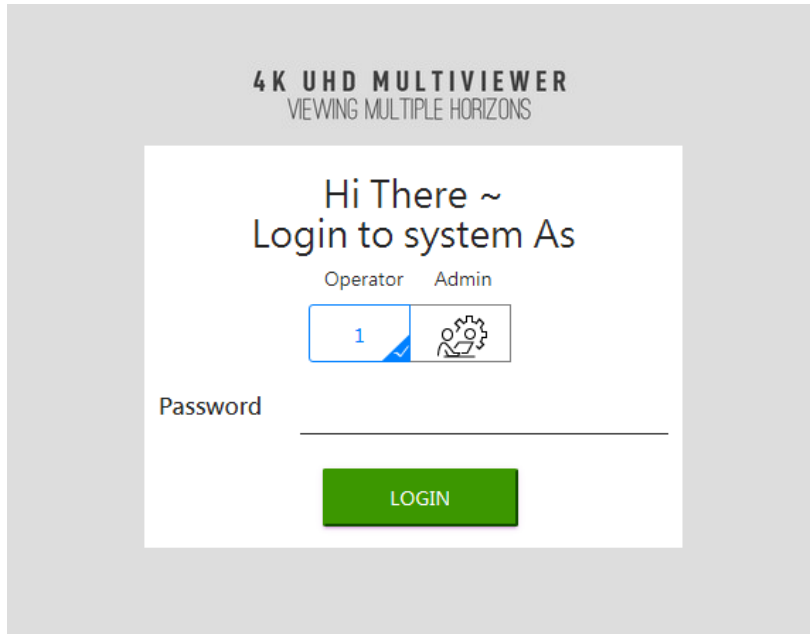 4K UHD MULTIVIEWER
VIEWING MULTIPLE HORIZONS
Hi There ~
Login to system As
Operator Admin
1
Password
LOGIN